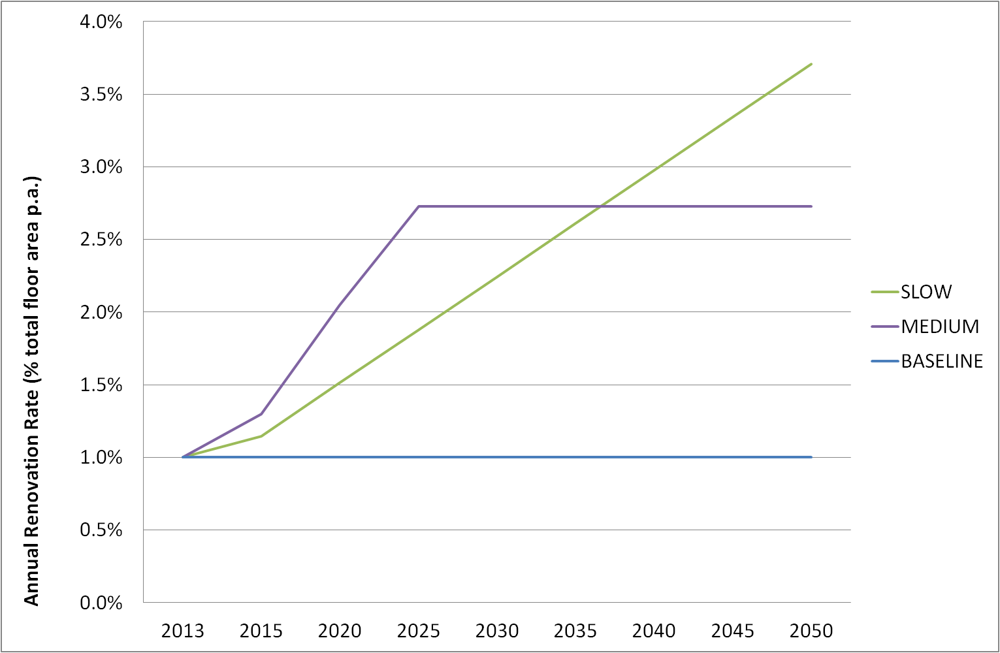 Annual Renovation Rate (% total floor area p.a.)
4.0%
3.5%
3.0%
2.5%
2.0%
1.5%
1.0%
0.5%
0.0%
2013 2015 2020 2025 2030 2035 2040 2045 2050
SLOW
MEDIUM
BASELINE